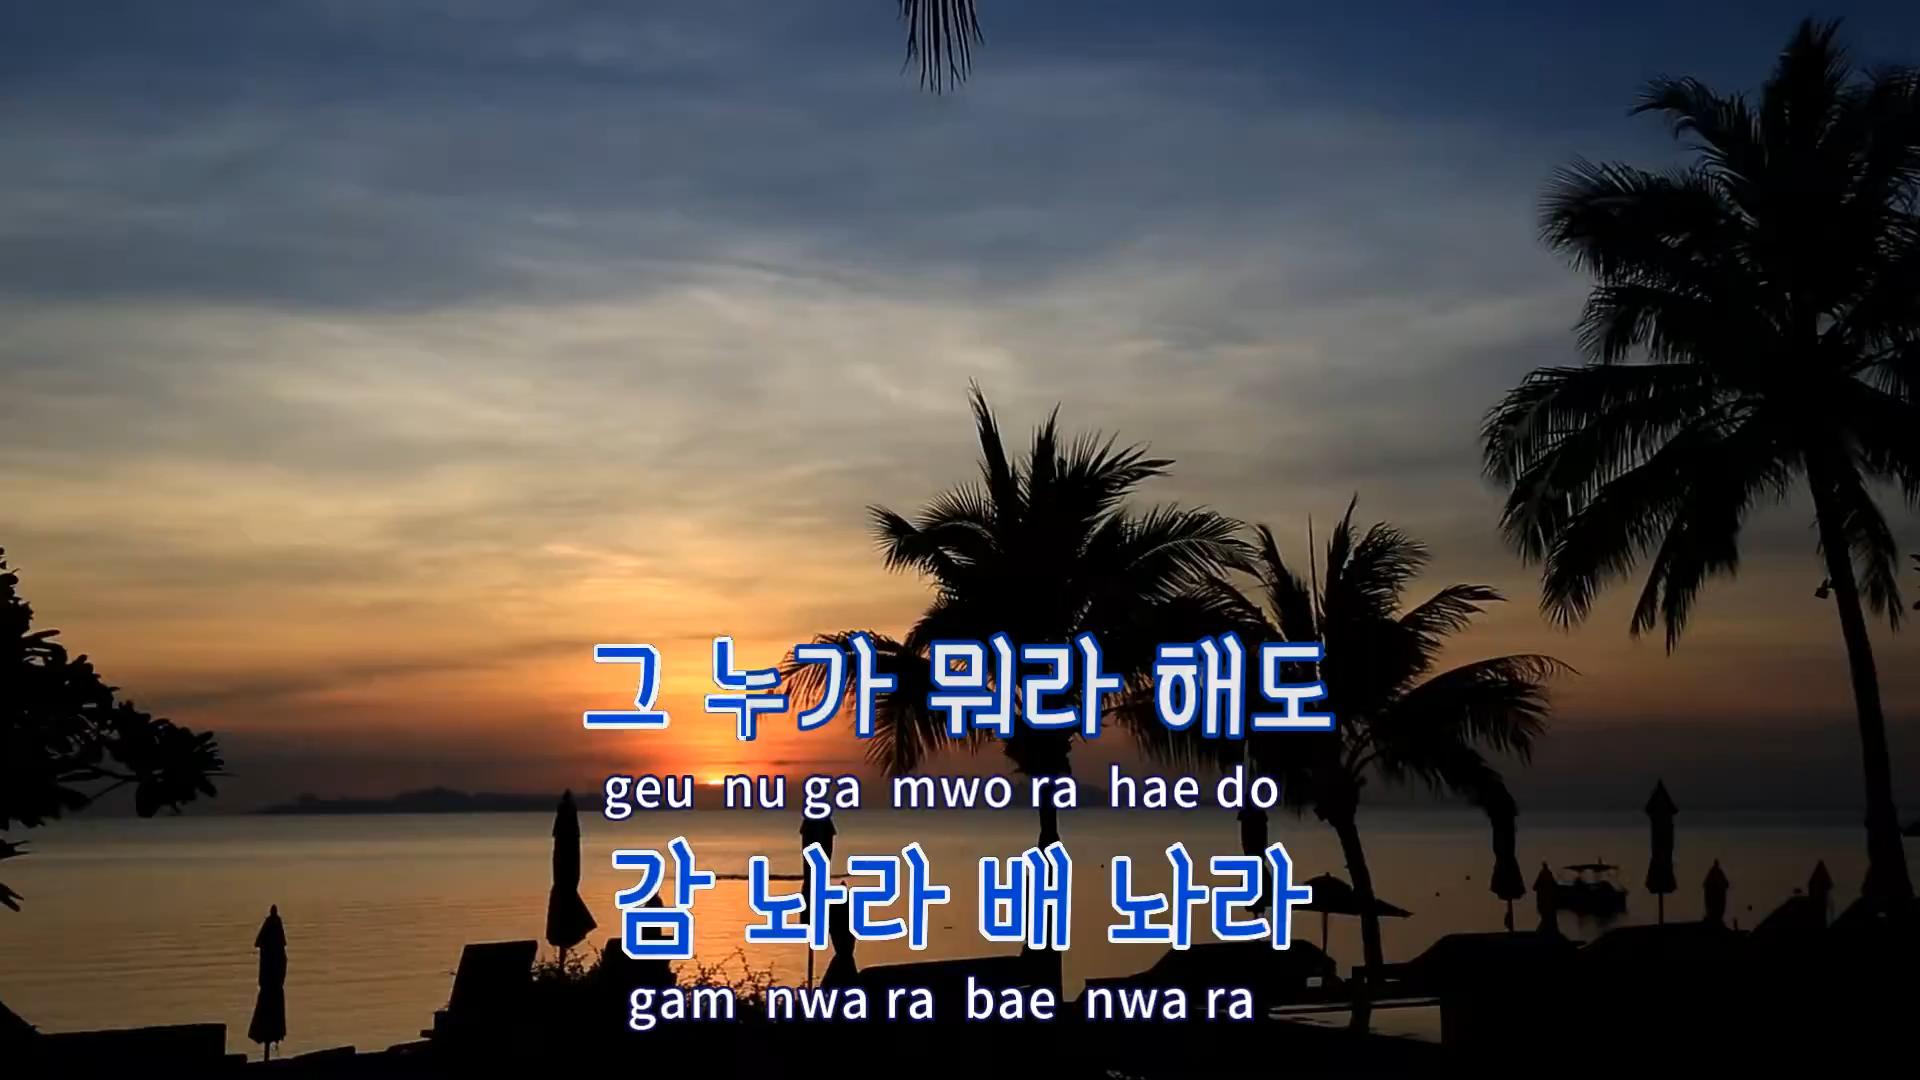 그 누가 뭐라 해도
geu nu ga mwo ra hae do
감 놔라 배 놔라
gam nwa ra bae nwa ra